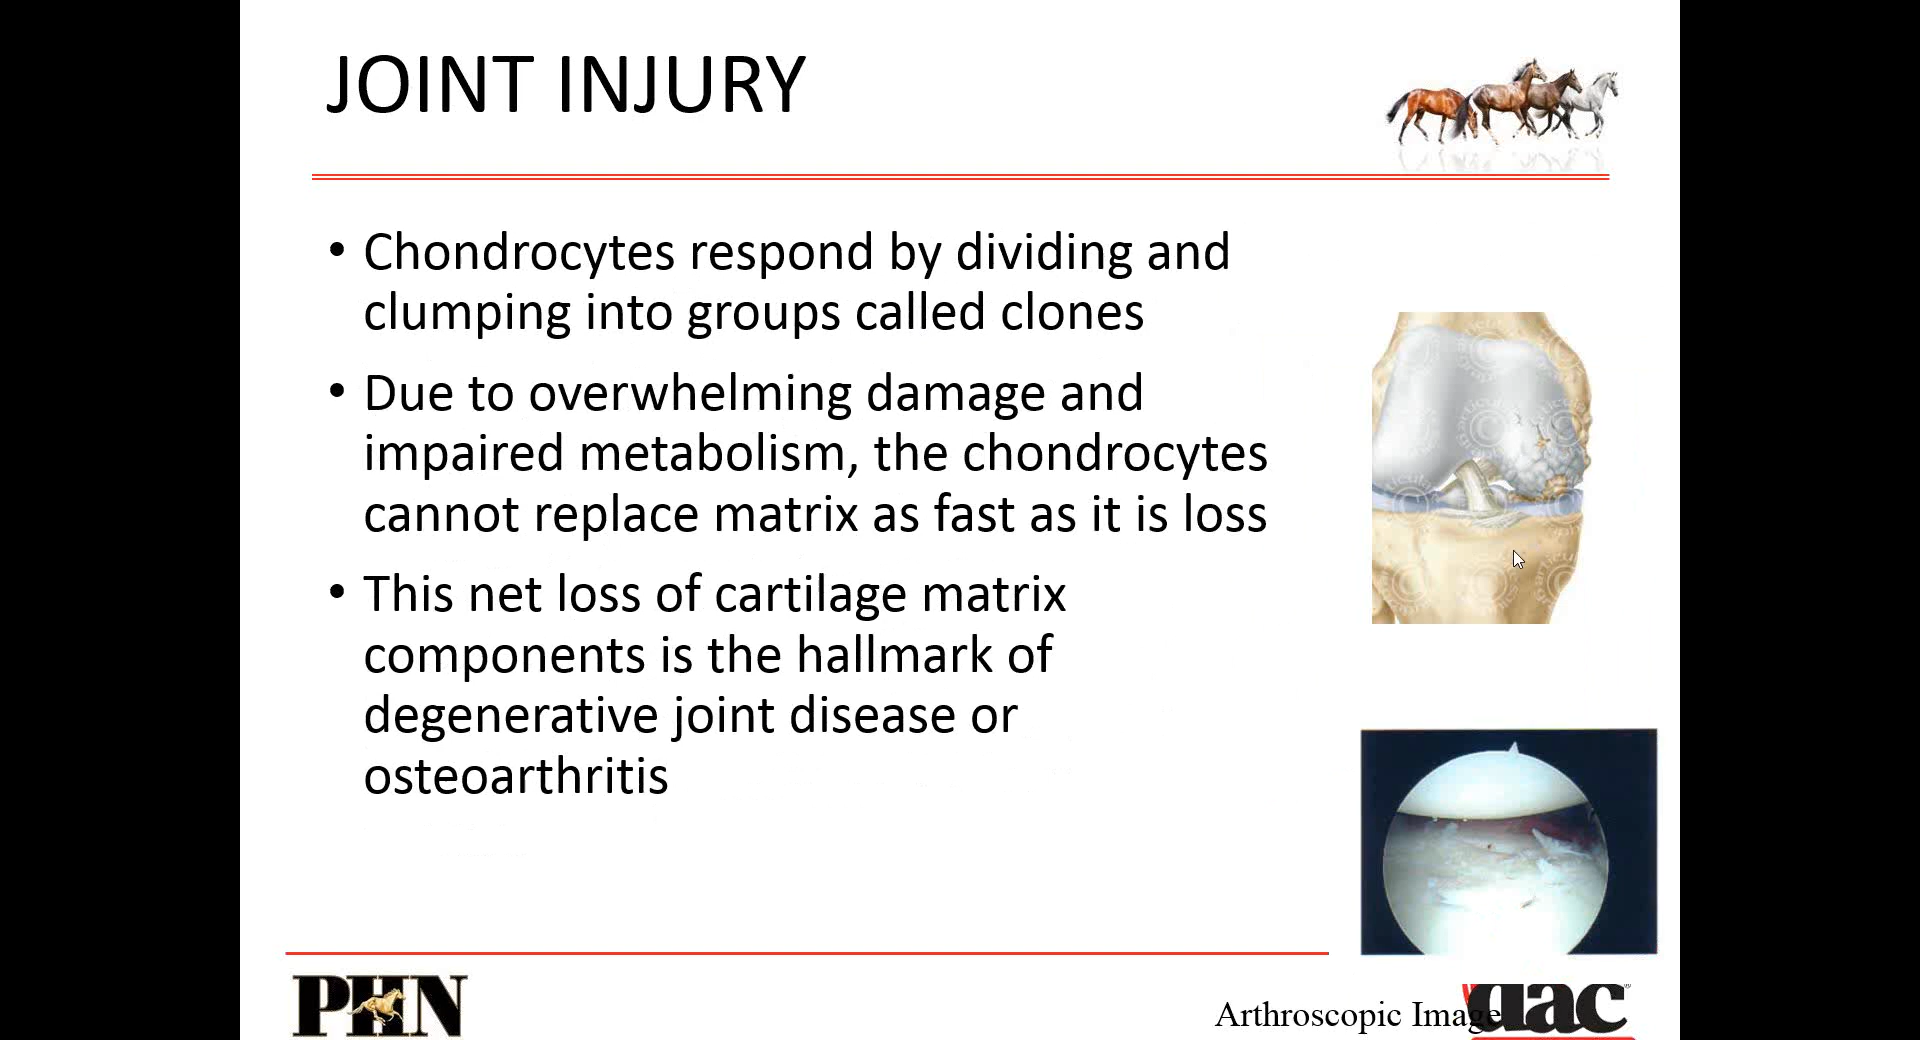 JOINT INJURY
• Chondrocytes respond by dividing and
clumping into groups called clones
• Due to overwhelming damage and
impaired metabolism, the chondrocytes
cannot replace matrix as fast as it is loss
• This net loss of cartilage matrix
components is the hallmark of
degenerative joint disease or
osteoarthritis
PHN
Arthroscopic Image
dac